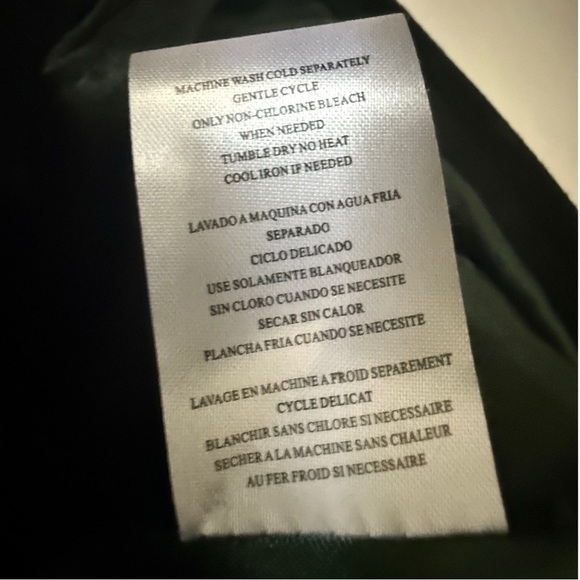 MACHINE WASH COLD SEPARATELY
GENTLE CYCLE
ONLY NON-CHLORINE BLEACH
WHEN NEEDED
TUMBLE DRY NO HEAT
COOL IRON IF NEEDED
LAVADO A MAQUINA CON AGUA FRIA
SEPARADO
CICLO DELICADO
USE SOLAMENTE BLANQUEADOR
SIN CLORO CUANDO SE NECESITE
SECAR SIN CALOR
PLANCHA FRIA CUANDO SE NECESITE
LAVAGE EN MACHINE A FROID SEPAREMENT
CYCLE DELICAT
BLANCHIR SANS CHLORE SI NECESSAIRE
SECHER A LA MACHINE SANS CHALEUR
AU FER FROID SI NECESSAIRE